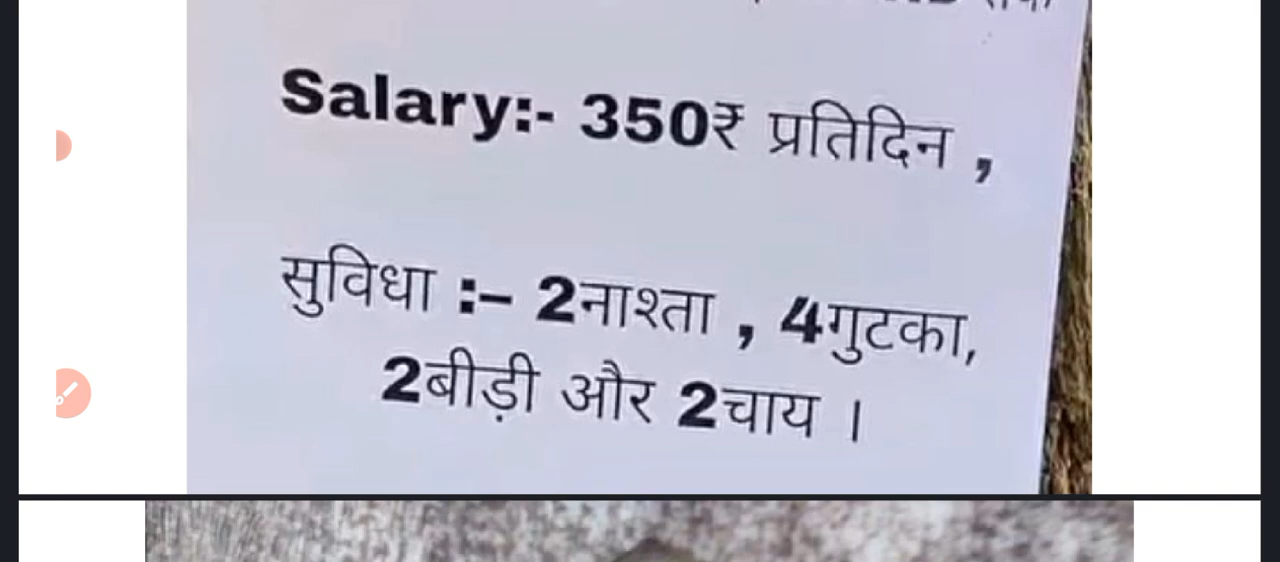 Salary:- 350₹ प्रतिदिन ,
सुविधा :– 2नाश्ता , 4गुटका,
2बीड़ी और 2चाय ।